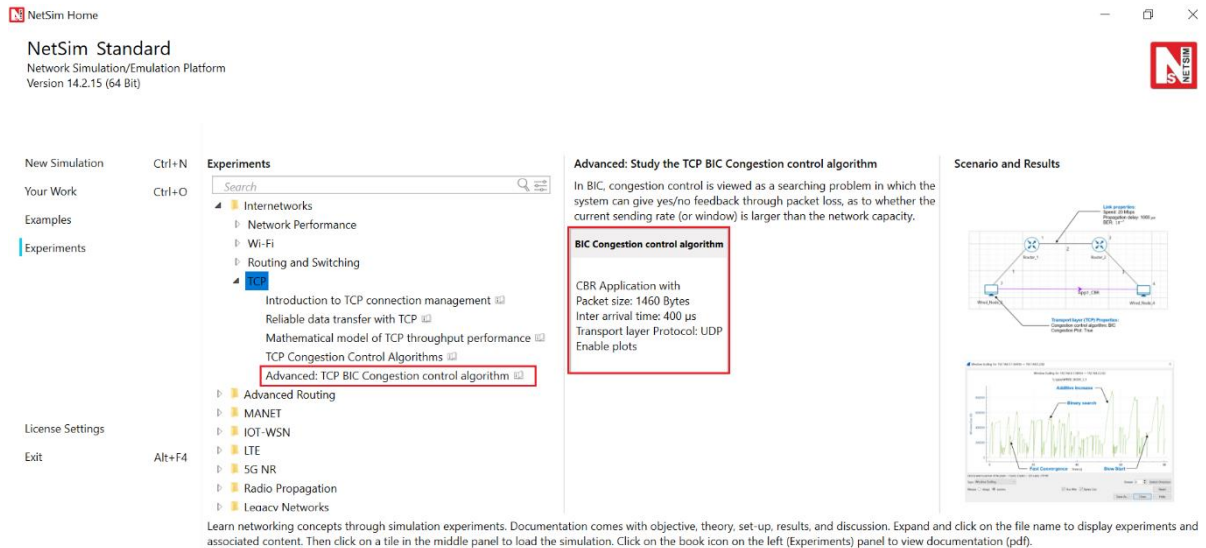 NetSim Home
NetSim Standard
Network Simulation/Emulation Platform
Version 14.2.15 (64 Bit)
NETSIM
New Simulation Ctrl+N
Your Work Ctrl+O
Examples
Experiments
License Settings
Exit Alt+F4
Experiments
Search
Internetworks
Network Performance
Wi-Fi
Routing and Switching
TCP
Introduction to TCP connection management
Reliable data transfer with TCP
Mathematical model of TCP throughput performance
TCP Congestion Control Algorithms
Advanced: TCP BIC Congestion control algorithm
Advanced Routing
MANET
IOT-WSN
LTE
5G NR
Radio Propagation
Legacy Networks
Advanced: Study the TCP BIC Congestion control algorithm
In BIC, congestion control is viewed as a searching problem in which the
system can give yes/no feedback through packet loss, as to whether the
current sending rate (or window) is larger than the network capacity.
BIC Congestion control algorithm
CBR Application with
Packet size: 1460 Bytes
Inter arrival time: 400 μs
Transport layer Protocol: UDP
Enable plots
Scenario and Results
Link properties:
Router_1
Router_2
App1_CBR
Transport layer (TCP) Properties:
Congestion control algorithm: BIC
Congestion Plot: True
Additive Increase
Binary search
Fast Convergence
Slow Start
Learn networking concepts through simulation experiments. Documentation comes with objective, theory, set-up, results, and discussion. Expand and click on the file name to display experiments and
associated content. Then click on a tile in the middle panel to load the simulation. Click on the book icon on the left (Experiments) panel to view documentation (pdf).